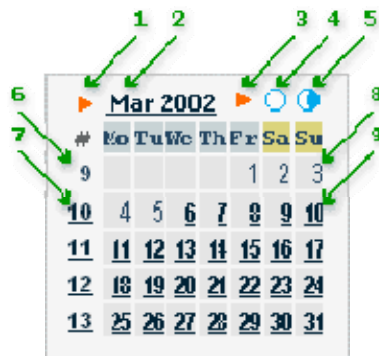 1 2 3 4 5
Mar 2002
6 # Mo Tu We Th Fr Sa Su 8
7 9 1 2 3 9
10 4 5 6 7 8 9 10
11 11 12 13 14 15 16 17
12 18 19 20 21 22 23 24
13 25 26 27 28 29 30 31